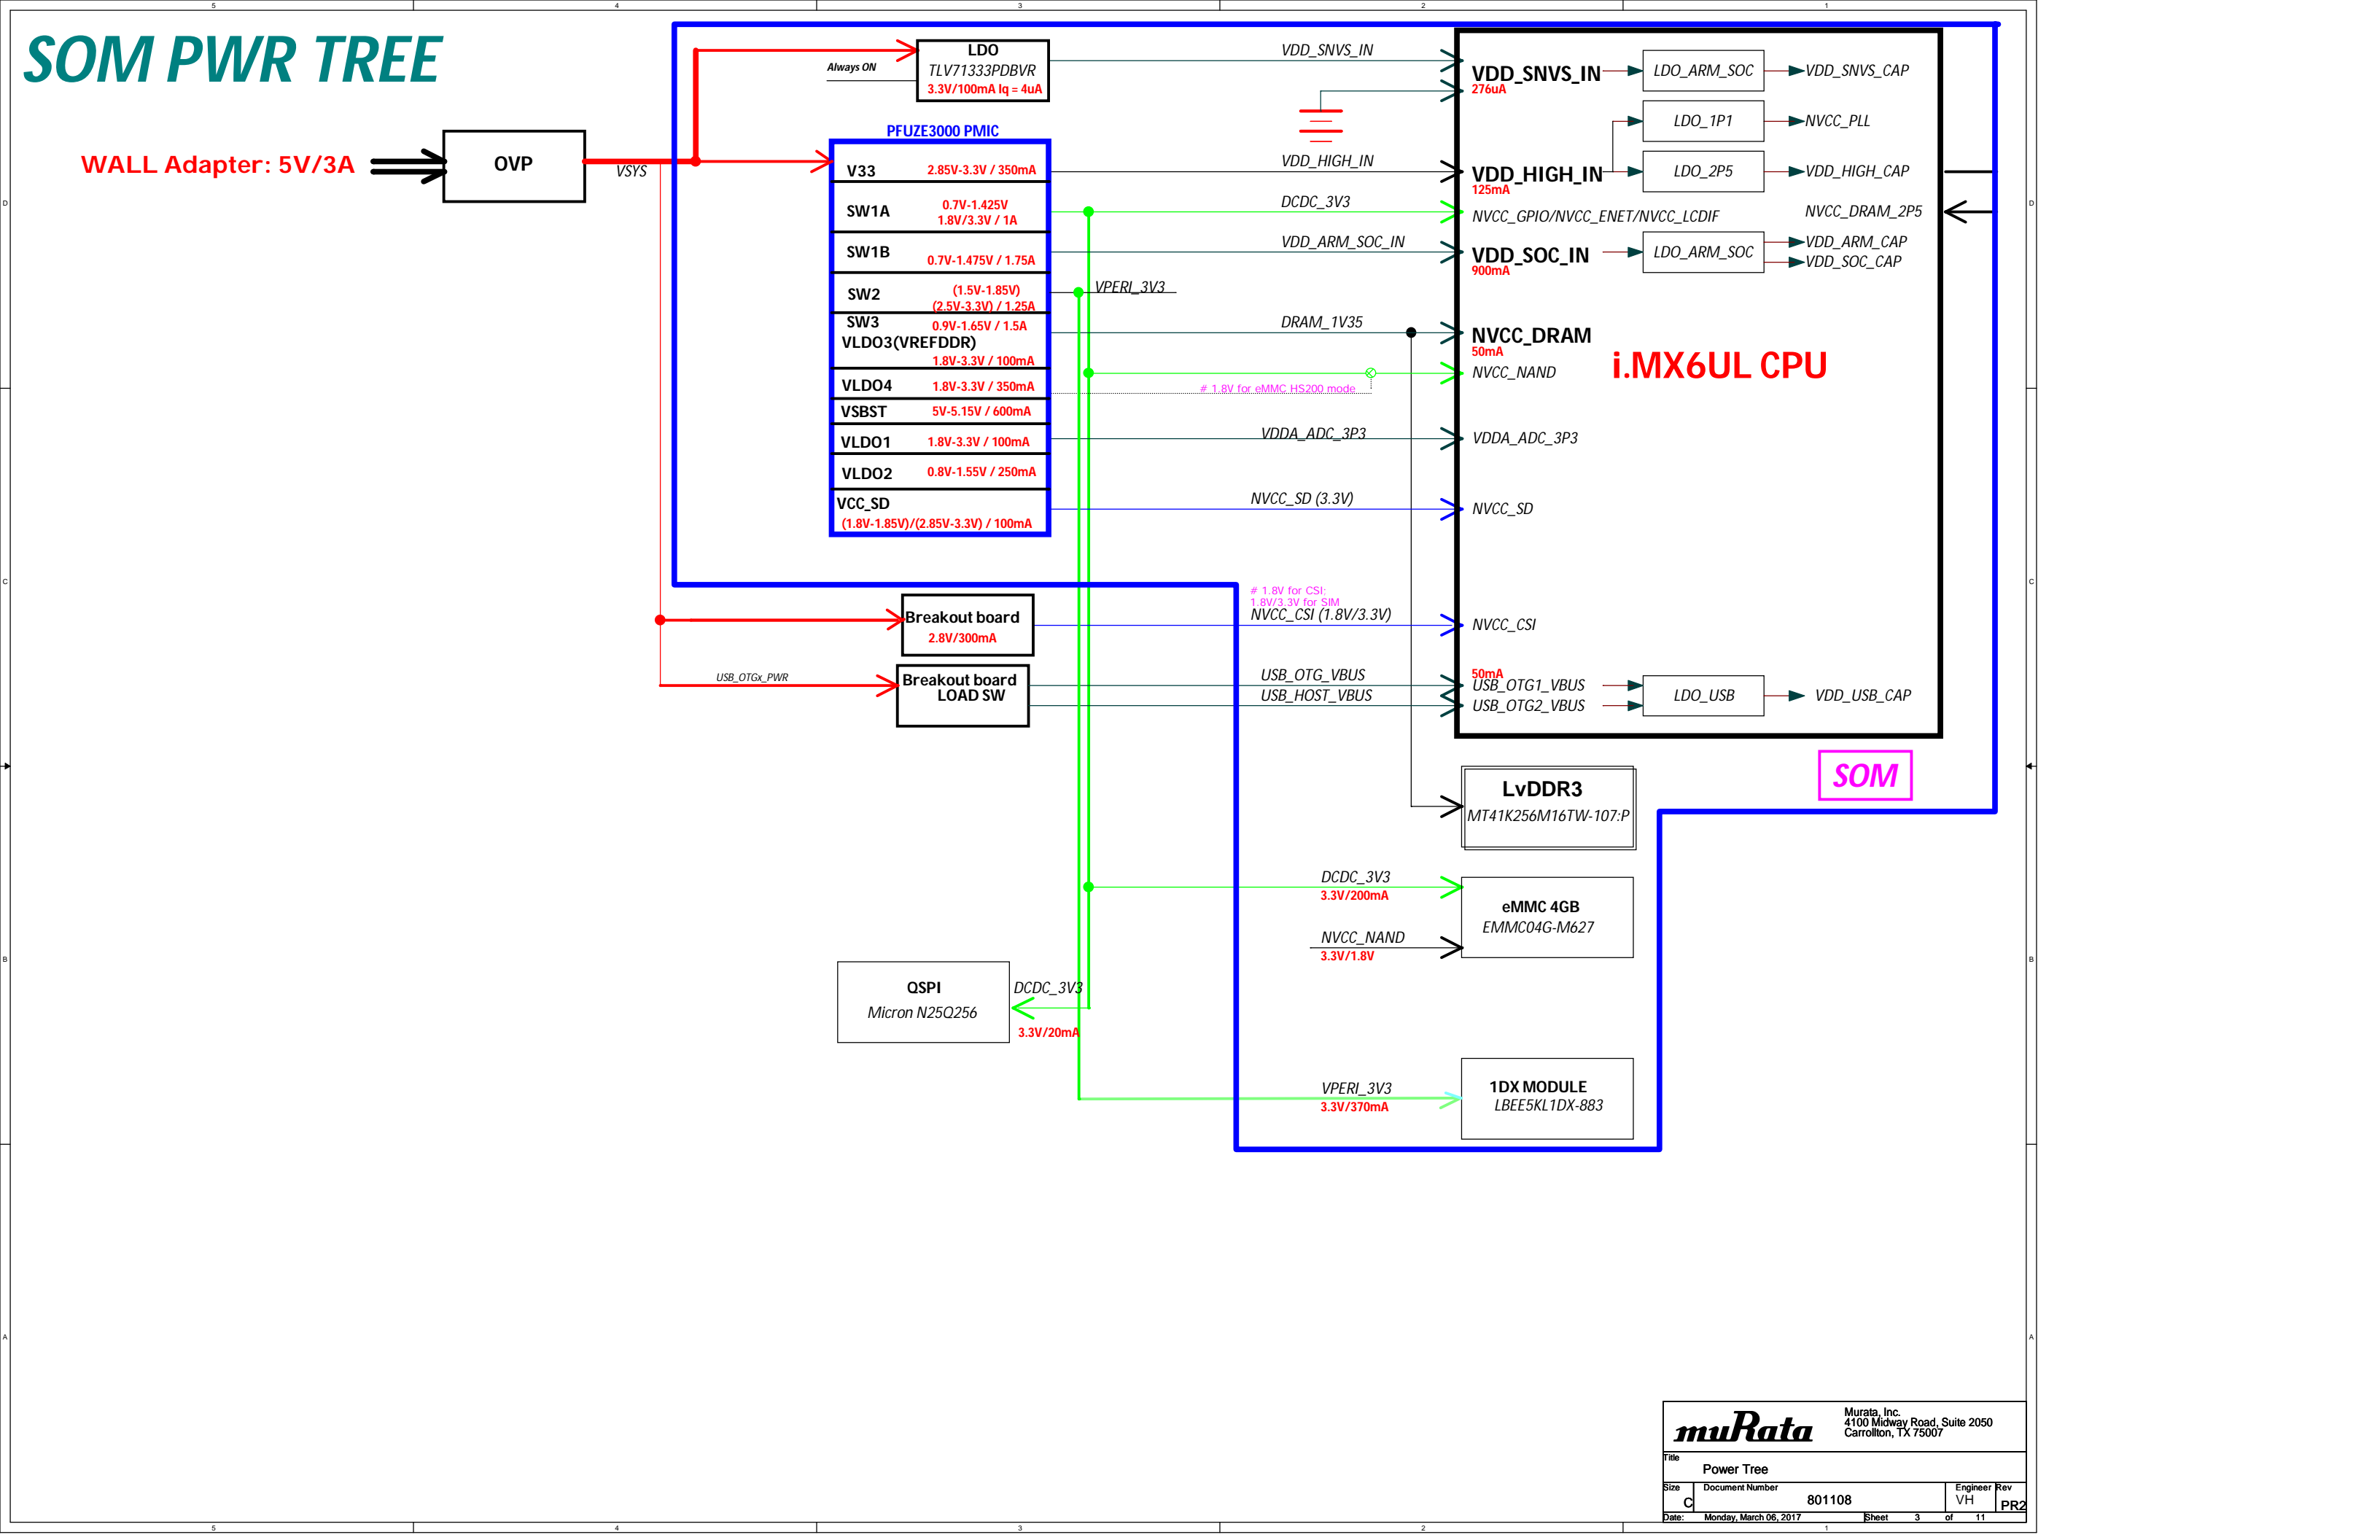 5 4 3 2 1
SOM PWR TREE
WALL Adapter: 5V/3A
OVP
VSYS
Always ON
LDO
TLV71333PDBVR
3.3V/100mA Iq = 4uA
PFUZE3000 PMIC
V33 2.85V-3.3V / 350mA
SW1A 0.7V-1.425V
1.8V/3.3V / 1A
SW1B 0.7V-1.475V / 1.75A
SW2 (1.5V-1.85V)
(2.5V-3.3V) / 1.25A
SW3 0.9V-1.65V / 1.5A
VLDO3(VREFDDR)
1.8V-3.3V / 100mA
VLDO4 1.8V-3.3V / 350mA
VSBST 5V-5.15V / 600mA
VLDO1 1.8V-3.3V / 100mA
VLDO2 0.8V-1.55V / 250mA
VCC_SD
(1.8V-1.85V)/(2.85V-3.3V) / 100mA
VDD_SNVS_IN
VDD_HIGH_IN
DCDC_3V3
VDD_ARM_SOC_IN
VPERI_3V3
DRAM_1V35
# 1.8V for eMMC HS200 mode
VDDA_ADC_3P3
NVCC_SD (3.3V)
# 1.8V for CSI;
1.8V/3.3V for SIM
NVCC_CSI (1.8V/3.3V)
USB_OTG_VBUS
USB_HOST_VBUS
Breakout board
2.8V/300mA
USB_OTGx_PWR
Breakout board
LOAD SW
VDD_SNVS_IN
276uA
LDO_ARM_SOC
VDD_SNVS_CAP
LDO_1P1
NVCC_PLL
VDD_HIGH_IN
125mA
LDO_2P5
VDD_HIGH_CAP
NVCC_GPIO/NVCC_ENET/NVCC_LCDIF
NVCC_DRAM_2P5
VDD_SOC_IN
900mA
LDO_ARM_SOC
VDD_ARM_CAP
VDD_SOC_CAP
NVCC_DRAM
50mA
i.MX6UL CPU
NVCC_NAND
VDDA_ADC_3P3
NVCC_SD
NVCC_CSI
50mA
USB_OTG1_VBUS
USB_OTG2_VBUS
LDO_USB
VDD_USB_CAP
SOM
LvDDR3
MT41K256M16TW-107:P
DCDC_3V3
3.3V/200mA
eMMC 4GB
EMMC04G-M627
NVCC_NAND
3.3V/1.8V
QSPI
Micron N25Q256
DCDC_3V3
3.3V/20mA
VPERI_3V3
3.3V/370mA
1DX MODULE
LBEE5KL1DX-883
D D
C C
B B
A A
muRata
Murata, Inc.
4100 Midway Road, Suite 2050
Carrollton, TX 75007
Title
Power Tree
Size Document Number Engineer Rev
C 801108 VH PR2
Date: Monday, March 06, 2017 Sheet 3 of 11
5 4 3 2 1